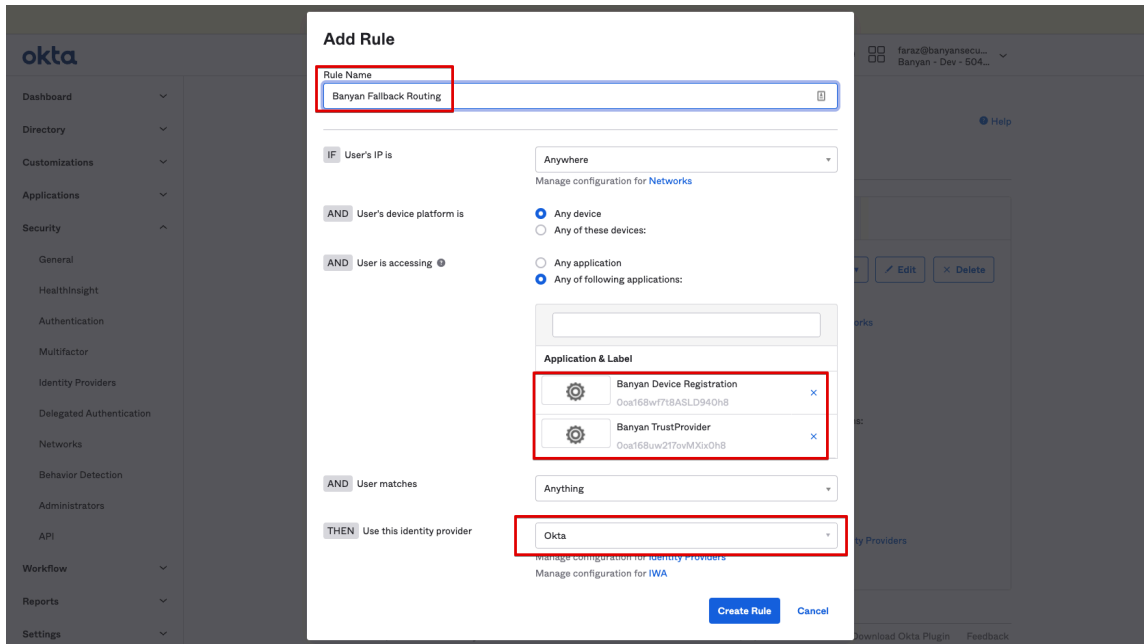 okta
faraz@banyansecu...
Banyan - Dev - 504...
Dashboard
Directory
Customizations
Applications
Security
General
HealthInsight
Authentication
Multifactor
Identity Providers
Delegated Authentication
Networks
Behavior Detection
Administrators
API
Workflow
Reports
Settings
Add Rule
Rule Name
Banyan Fallback Routing
IF User's IP is
Anywhere
Manage configuration for Networks
AND User's device platform is
Any device
Any of these devices:
AND User is accessing
Any application
Any of following applications:
Application & Label
Banyan Device Registration
0oa168wf7t8ASLD940h8
Banyan TrustProvider
0oa168uw217ovMXix0h8
AND User matches
Anything
THEN Use this identity provider
Okta
Manage configuration for Identity Providers
Manage configuration for IWA
Create Rule Cancel
Help
Edit Delete
orks
ns:
ty Providers
Download Okta Plugin Feedback